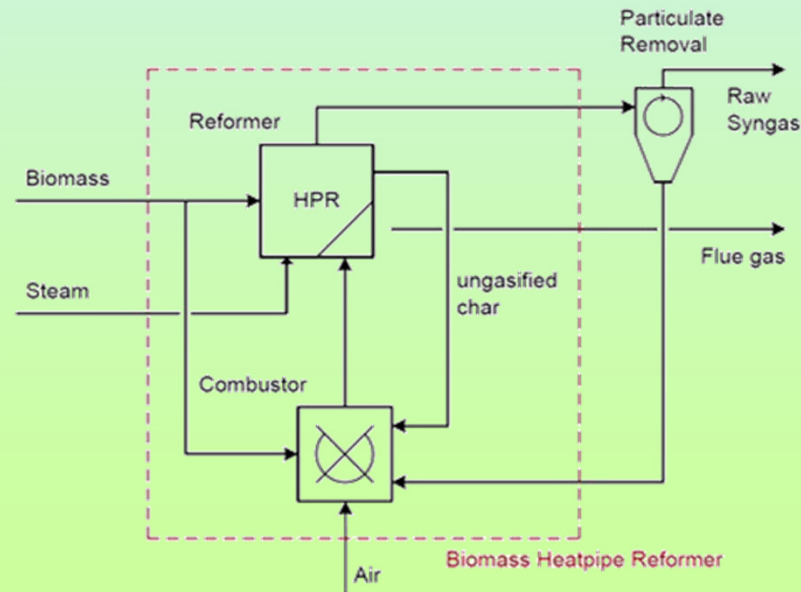 Particulate
Removal
Raw
Syngas
Reformer
Biomass
HPR
Flue gas
ungasified
char
Steam
Combustor
Biomass Heatpipe Reformer
Air